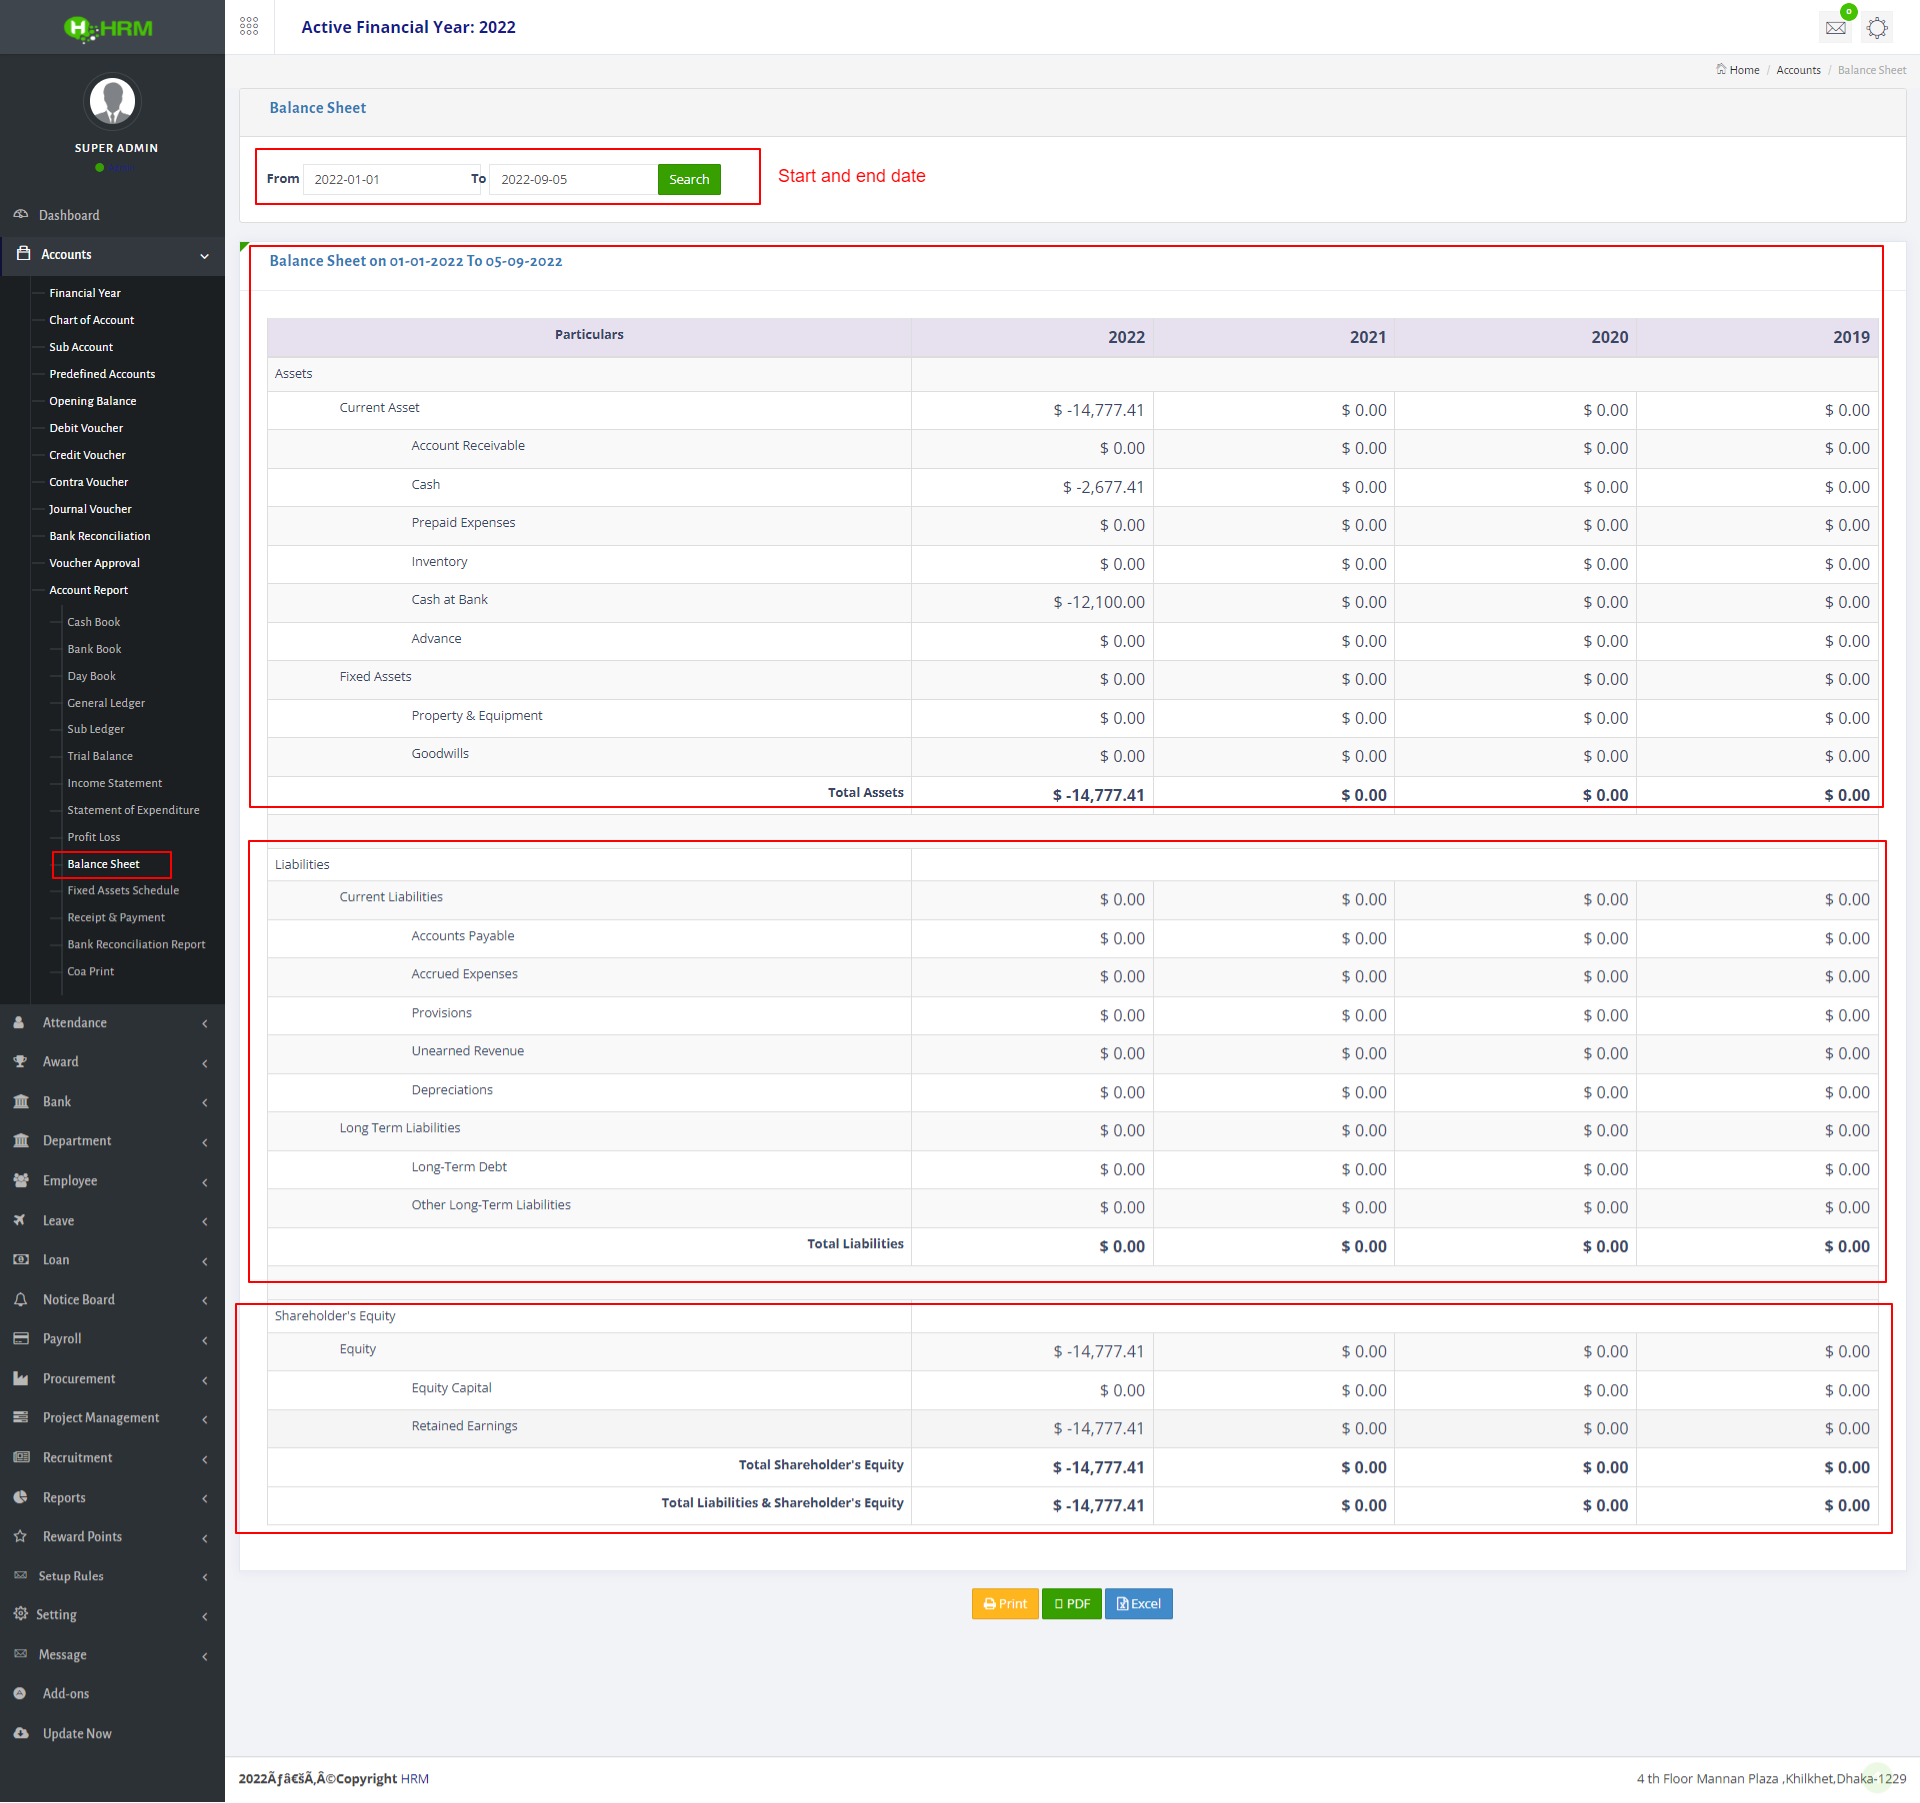 HRM
Active Financial Year: 2022
0
SUPER ADMIN
Home / Accounts / Balance Sheet
Balance Sheet
From 2022-01-01 To 2022-09-05 Search
Start and end date
Dashboard
Accounts
Financial Year
Chart of Account
Sub Account
Predefined Accounts
Opening Balance
Debit Voucher
Credit Voucher
Contra Voucher
Journal Voucher
Bank Reconciliation
Voucher Approval
Account Report
Cash Book
Bank Book
Day Book
General Ledger
Sub Ledger
Trial Balance
Income Statement
Statement of Expenditure
Profit Loss
Balance Sheet
Fixed Assets Schedule
Receipt & Payment
Bank Reconciliation Report
Coa Print
Attendance
Award
Bank
Department
Employee
Leave
Loan
Notice Board
Payroll
Procurement
Project Management
Recruitment
Reports
Reward Points
Setup Rules
Setting
Message
Add-ons
Update Now
Balance Sheet on 01-01-2022 To 05-09-2022
Particulars 2022 2021 2020 2019
Assets
Current Asset $ -14,777.41 $ 0.00 $ 0.00 $ 0.00
Account Receivable $ 0.00 $ 0.00 $ 0.00 $ 0.00
Cash $ -2,677.41 $ 0.00 $ 0.00 $ 0.00
Prepaid Expenses $ 0.00 $ 0.00 $ 0.00 $ 0.00
Inventory $ 0.00 $ 0.00 $ 0.00 $ 0.00
Cash at Bank $ -12,100.00 $ 0.00 $ 0.00 $ 0.00
Advance $ 0.00 $ 0.00 $ 0.00 $ 0.00
Fixed Assets $ 0.00 $ 0.00 $ 0.00 $ 0.00
Property & Equipment $ 0.00 $ 0.00 $ 0.00 $ 0.00
Goodwills $ 0.00 $ 0.00 $ 0.00 $ 0.00
Total Assets $ -14,777.41 $ 0.00 $ 0.00 $ 0.00
Liabilities
Current Liabilities $ 0.00 $ 0.00 $ 0.00 $ 0.00
Accounts Payable $ 0.00 $ 0.00 $ 0.00 $ 0.00
Accrued Expenses $ 0.00 $ 0.00 $ 0.00 $ 0.00
Provisions $ 0.00 $ 0.00 $ 0.00 $ 0.00
Unearned Revenue $ 0.00 $ 0.00 $ 0.00 $ 0.00
Depreciations $ 0.00 $ 0.00 $ 0.00 $ 0.00
Long Term Liabilities $ 0.00 $ 0.00 $ 0.00 $ 0.00
Long-Term Debt $ 0.00 $ 0.00 $ 0.00 $ 0.00
Other Long-Term Liabilities $ 0.00 $ 0.00 $ 0.00 $ 0.00
Total Liabilities $ 0.00 $ 0.00 $ 0.00 $ 0.00
Shareholder's Equity
Equity $ -14,777.41 $ 0.00 $ 0.00 $ 0.00
Equity Capital $ 0.00 $ 0.00 $ 0.00 $ 0.00
Retained Earnings $ -14,777.41 $ 0.00 $ 0.00 $ 0.00
Total Shareholder's Equity $ -14,777.41 $ 0.00 $ 0.00 $ 0.00
Total Liabilities & Shareholder's Equity $ -14,777.41 $ 0.00 $ 0.00 $ 0.00
Print PDF Excel
2022Ãƒâ€šÃ‚Â©Copyright HRM
4 th Floor Mannan Plaza ,Khilkhet,Dhaka-1229